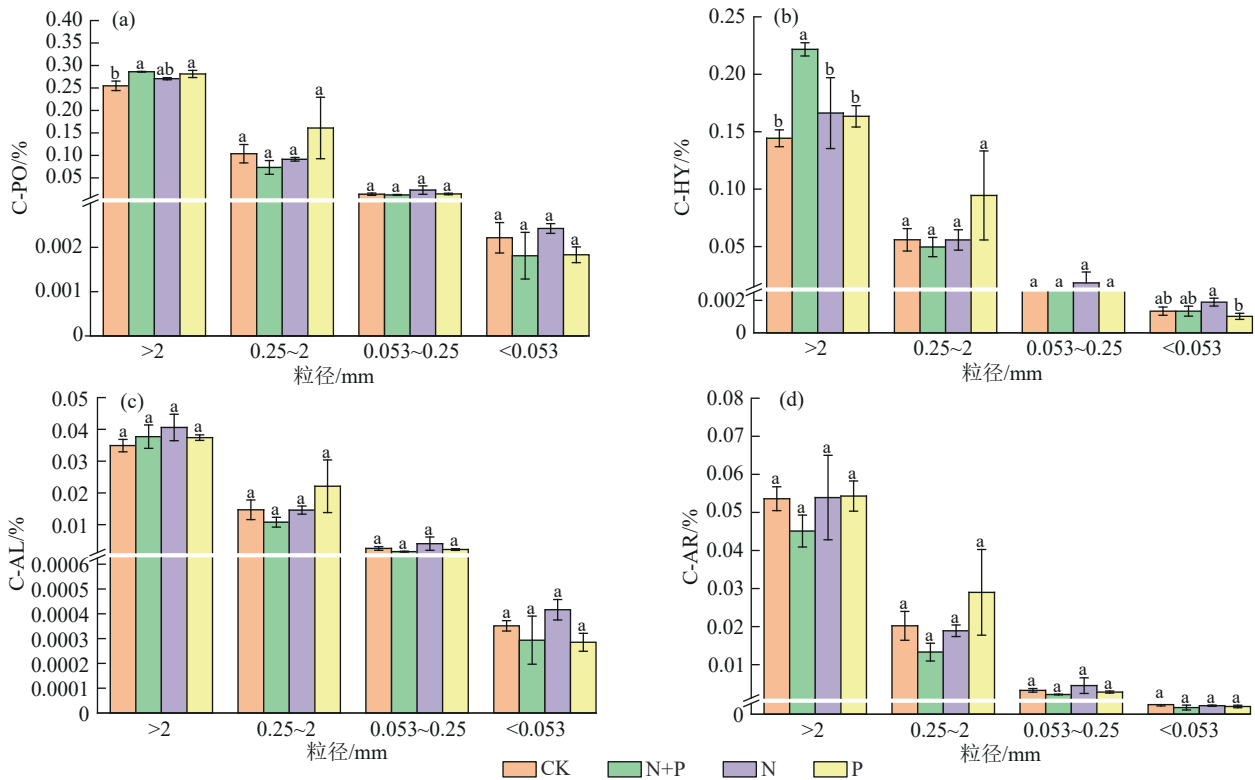 (a)
C-PO/%
0.40
0.35
0.30
0.25
0.20
0.15
0.10
0.05
0.002
0.001
0
b a ab a
a a a a
a a a a
a a a a
>2 0.25~2 0.053~0.25 <0.053
粒径/mm
(b)
C-HY/%
0.20
0.15
0.10
0.05
0.002
0
b a b b
a a a a
a a a a
ab ab a b
>2 0.25~2 0.053~0.25 <0.053
粒径/mm
(c)
C-AL/%
0.05
0.04
0.03
0.02
0.01
0.0006
0.0005
0.0004
0.0003
0.0002
0.0001
0
a a a a
a a a a
a a a a
a a a a
>2 0.25~2 0.053~0.25 <0.053
粒径/mm
(d)
C-AR/%
0.08
0.07
0.06
0.05
0.04
0.03
0.02
0.01
0
a a a a
a a a a
a a a a
a a a a
>2 0.25~2 0.053~0.25 <0.053
粒径/mm
CK N+P N P